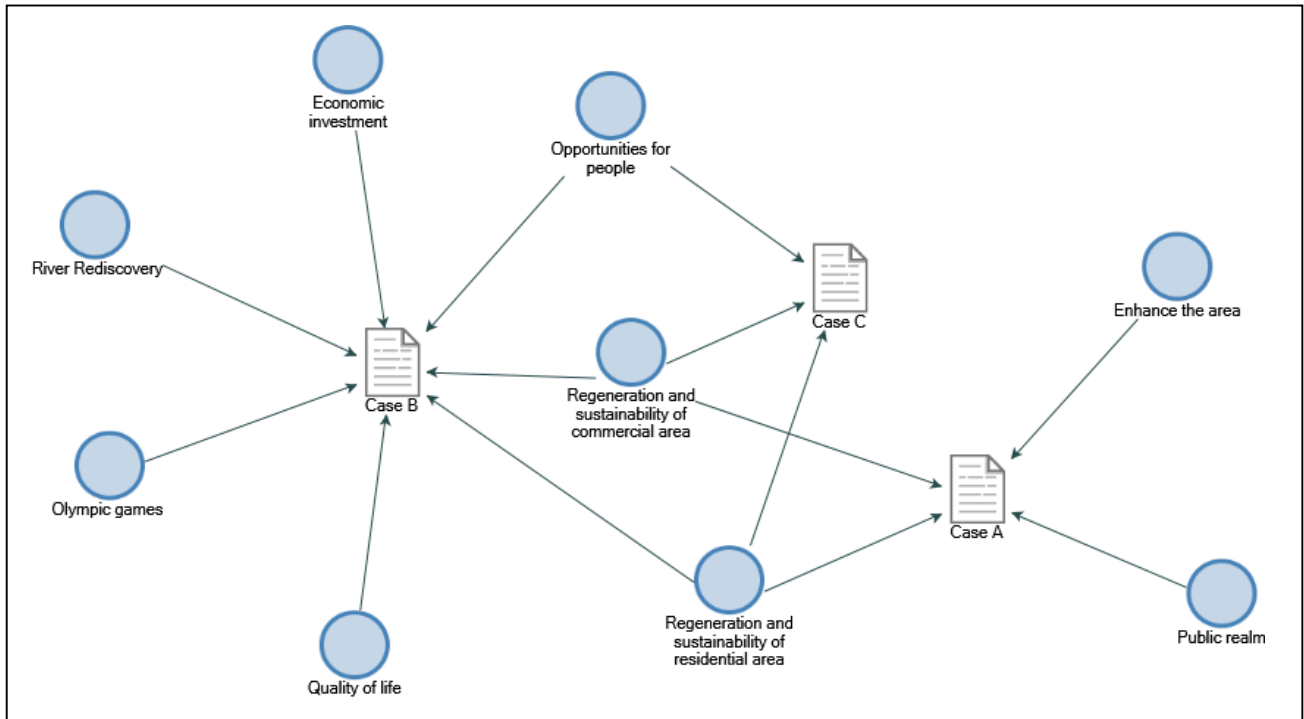 Economic
investment
Opportunities for
people
River Rediscovery
Case C
Enhance the area
Case B
Regeneration and
sustainability of
commercial area
Olympic games
Case A
Regeneration and
sustainability of
residential area
Public realm
Quality of life